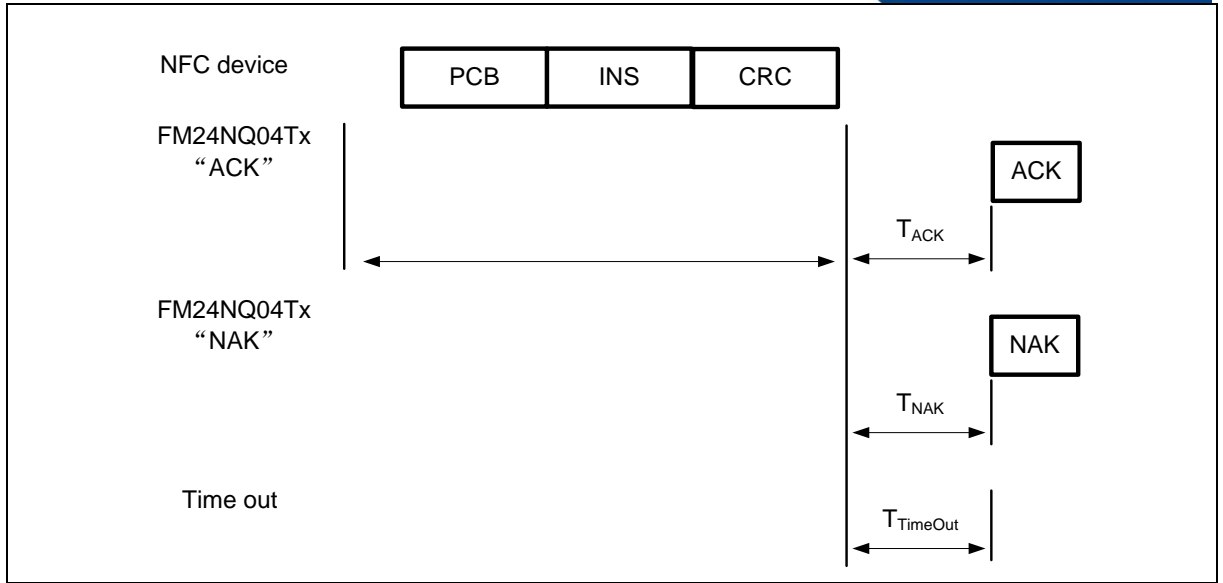 NFC device
PCB INS CRC
FM24NQ04Tx
“ACK”
ACK
TACK
FM24NQ04Tx
“NAK”
NAK
TNAK
Time out
TTimeOut